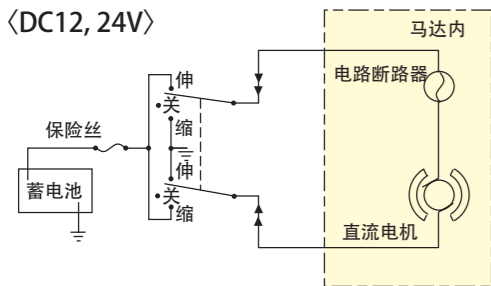 〈DC12, 24V〉
马达内
电路断路器
伸
关
缩
保险丝
伸
关
缩
蓄电池
直流电机